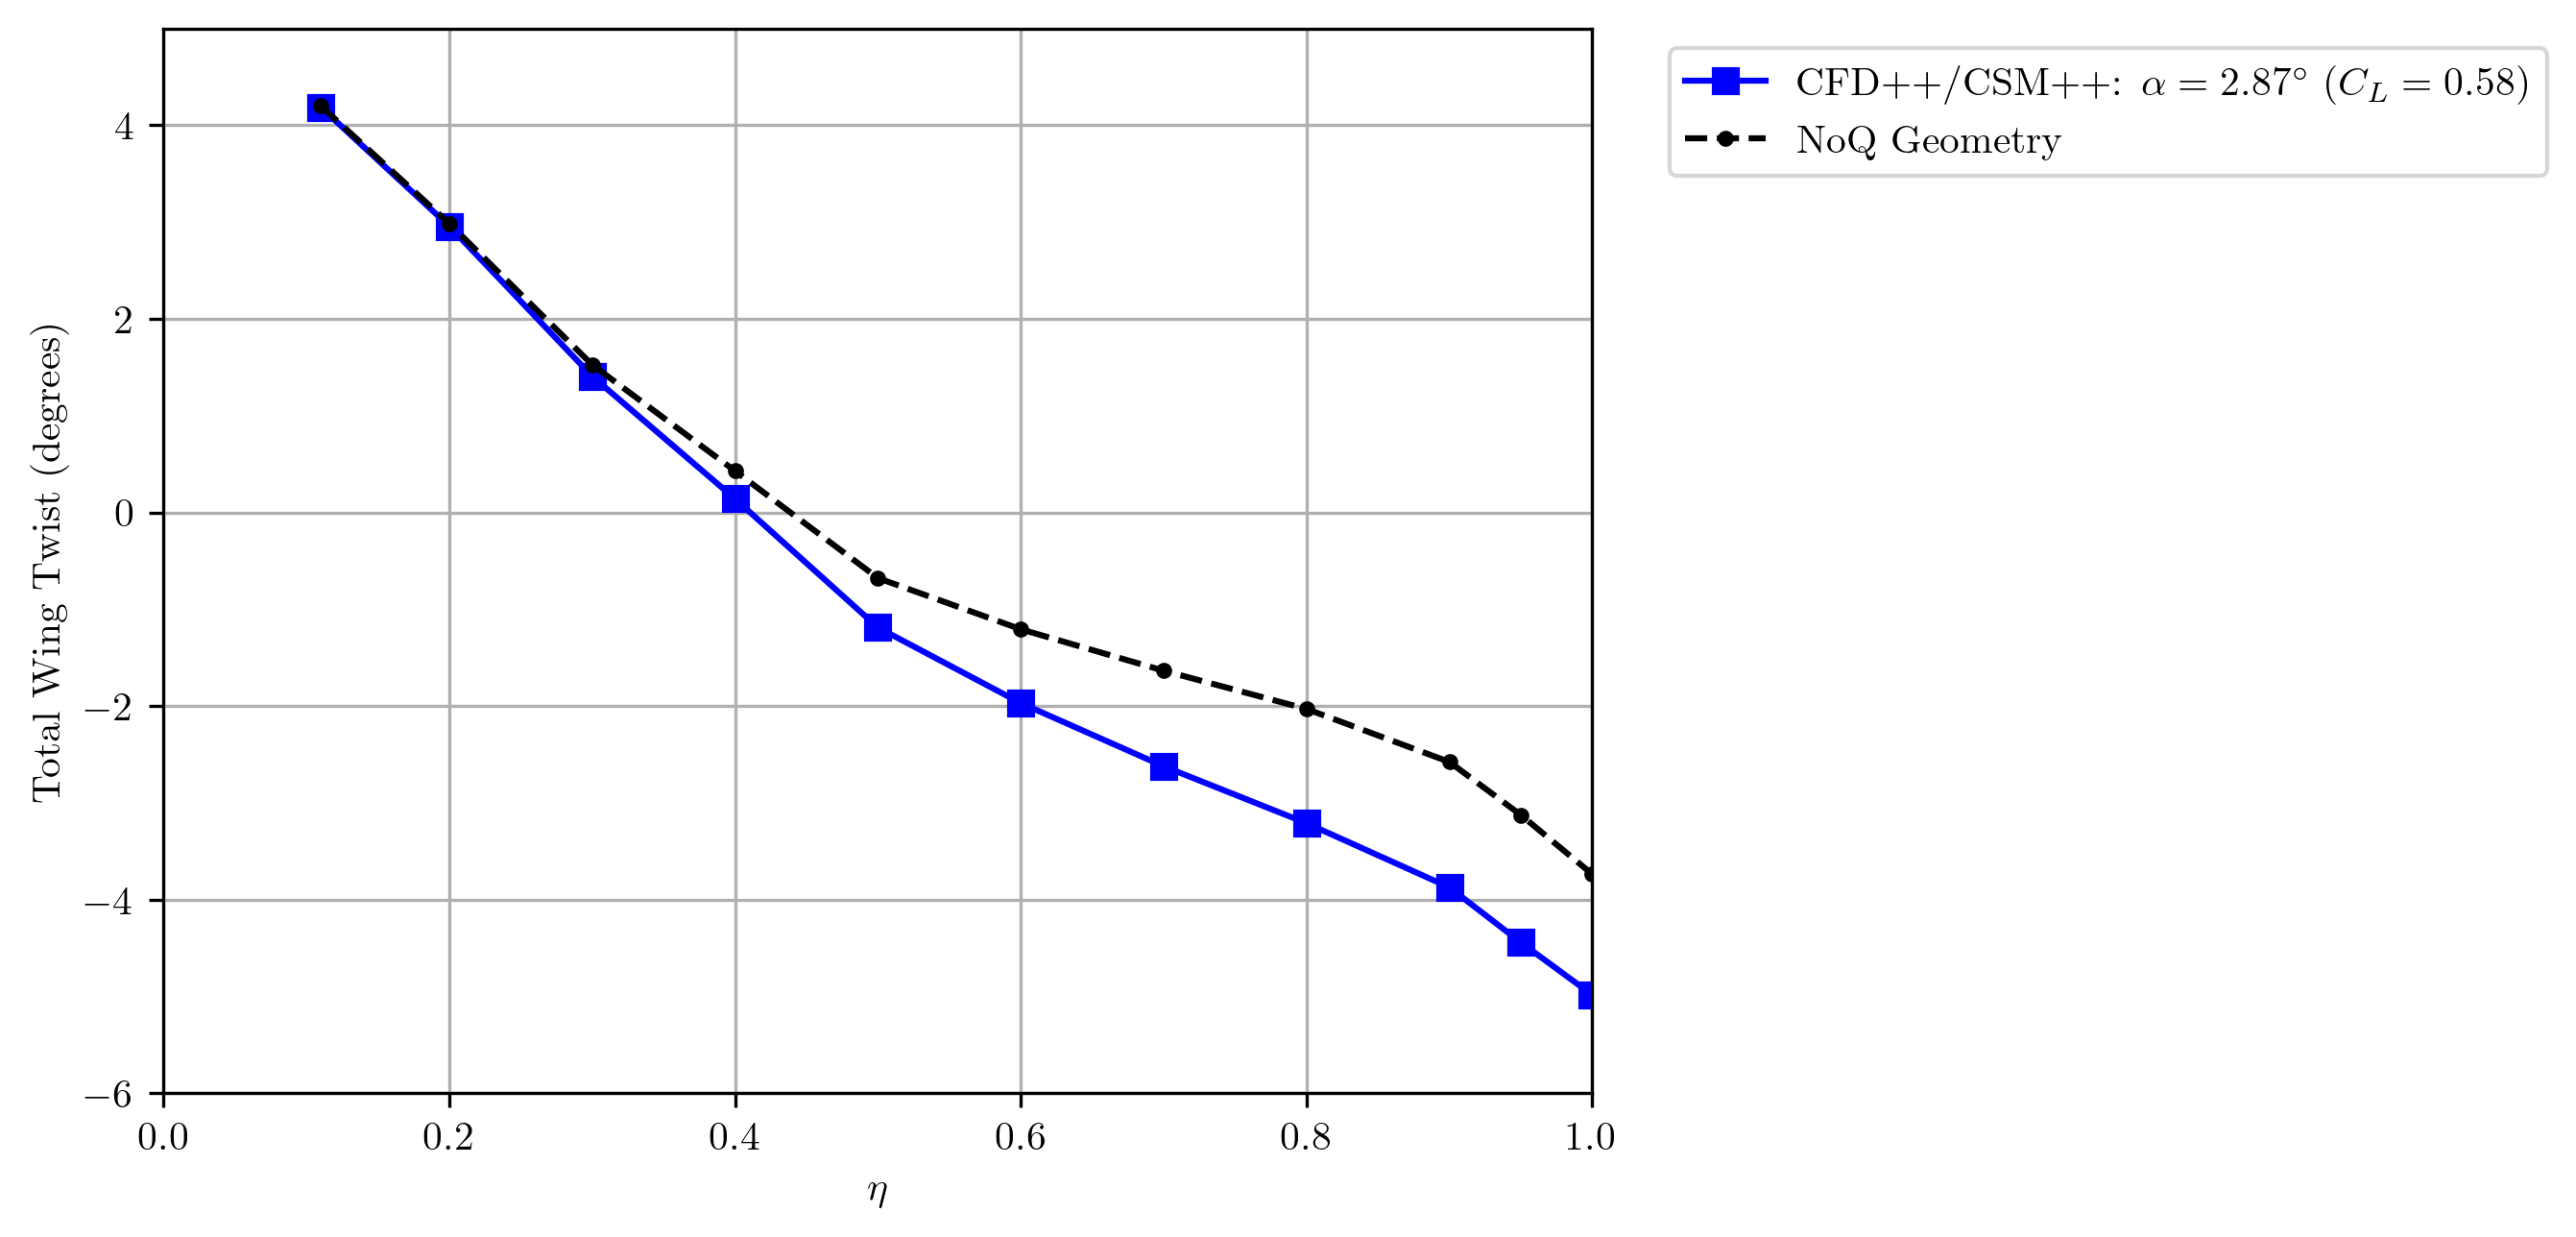 CFD++/CSM++: α = 2.87° (C_L = 0.58)
NoQ Geometry
Total Wing Twist (degrees)
4
2
0
−2
−4
−6
0.0 0.2 0.4 0.6 0.8 1.0
η